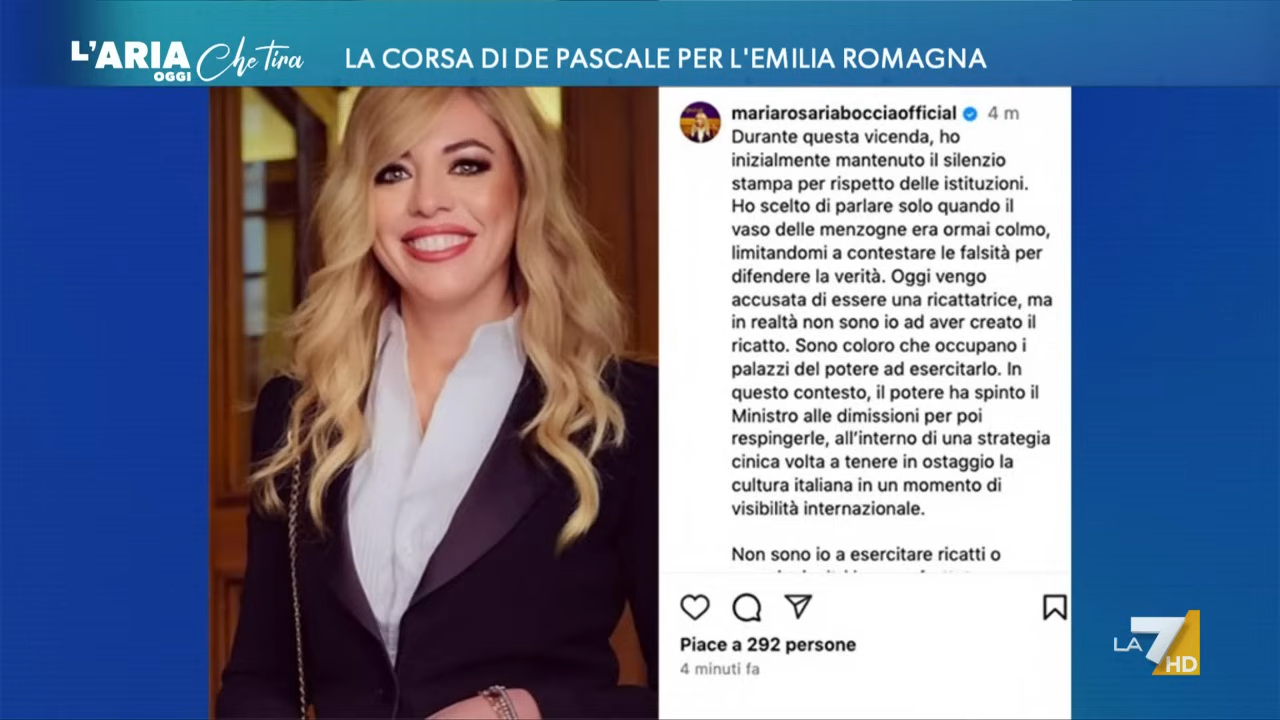 L'ARIA
OGGI
Che tira
LA CORSA DI DE PASCALE PER L'EMILIA ROMAGNA
mariarosariabocciaofficial 4 m
Durante questa vicenda, ho
inizialmente mantenuto il silenzio
stampa per rispetto delle istituzioni.
Ho scelto di parlare solo quando il
vaso delle menzogne era ormai colmo,
limitandomi a contestare le falsità per
difendere la verità. Oggi vengo
accusata di essere una ricattatrice, ma
in realtà non sono io ad aver creato il
ricatto. Sono coloro che occupano i
palazzi del potere ad esercitarlo. In
questo contesto, il potere ha spinto il
Ministro alle dimissioni per poi
respingerle, all'interno di una strategia
cinica volta a tenere in ostaggio la
cultura italiana in un momento di
visibilità internazionale.
Non sono io a esercitare ricatti o
Piace a 292 persone
4 minuti fa
LA 7 HD